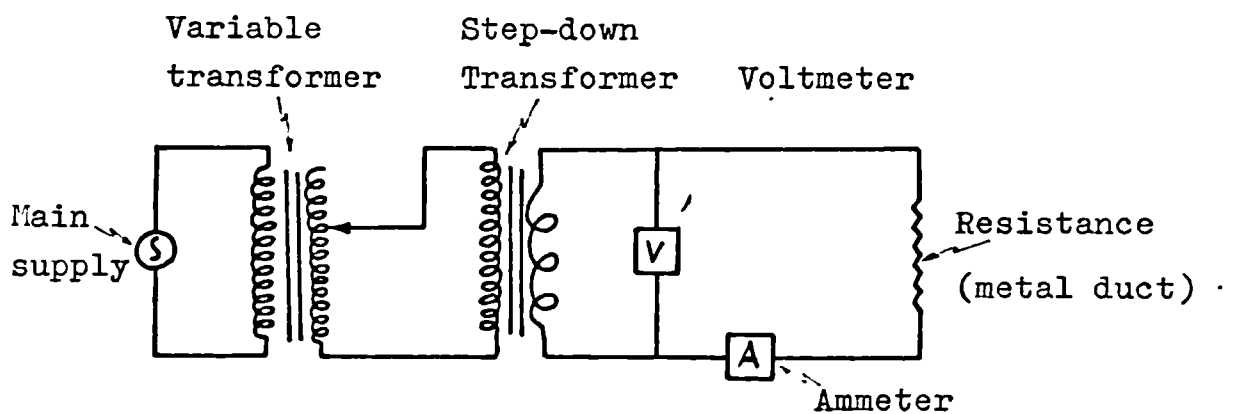 Variable
transformer
Step-down
Transformer
Voltmeter
Main
supply
S
V
Resistance
(metal duct)
A
Ammeter